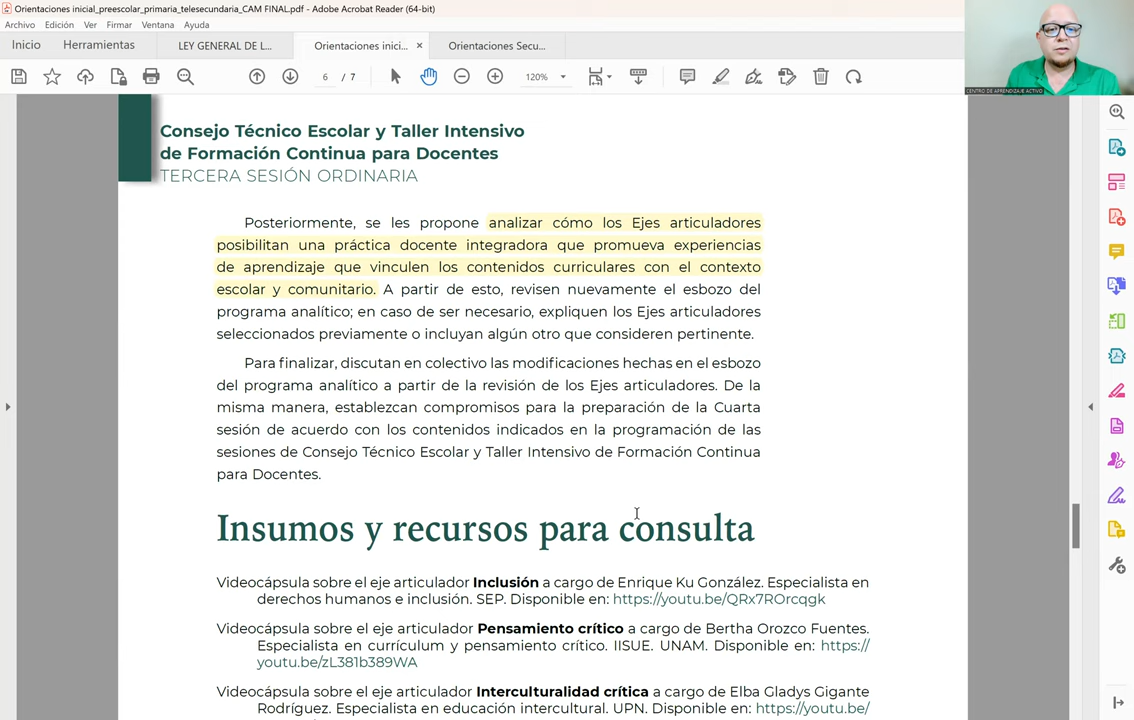 Orientaciones inicial_preescolar_primaria_telesecundaria_CAM FINAL.pdf - Adobe Acrobat Reader (64-bit)
Archivo Edición Ver Firmar Ventana Ayuda
Inicio Herramientas LEY GENERAL DE L... Orientaciones inici... × Orientaciones Secu...
6 / 7 120%
CENTRO DE APRENDIZAJE ACTIVO
Consejo Técnico Escolar y Taller Intensivo
de Formación Continua para Docentes
TERCERA SESIÓN ORDINARIA
Posteriormente, se les propone analizar cómo los Ejes articuladores
posibilitan una práctica docente integradora que promueva experiencias
de aprendizaje que vinculen los contenidos curriculares con el contexto
escolar y comunitario. A partir de esto, revisen nuevamente el esbozo del
programa analítico; en caso de ser necesario, expliquen los Ejes articuladores
seleccionados previamente o incluyan algún otro que consideren pertinente.
Para finalizar, discutan en colectivo las modificaciones hechas en el esbozo
del programa analítico a partir de la revisión de los Ejes articuladores. De la
misma manera, establezcan compromisos para la preparación de la Cuarta
sesión de acuerdo con los contenidos indicados en la programación de las
sesiones de Consejo Técnico Escolar y Taller Intensivo de Formación Continua
para Docentes.
Insumos y recursos para consulta
Videocápsula sobre el eje articulador Inclusión a cargo de Enrique Ku González. Especialista en
derechos humanos e inclusión. SEP. Disponible en: https://youtu.be/QRx7ROrcqgk
Videocápsula sobre el eje articulador Pensamiento crítico a cargo de Bertha Orozco Fuentes.
Especialista en currículum y pensamiento crítico. IISUE. UNAM. Disponible en: https://
youtu.be/zL381b389WA
Videocápsula sobre el eje articulador Interculturalidad crítica a cargo de Elba Gladys Gigante
Rodríguez. Especialista en educación intercultural. UPN. Disponible en: https://youtu.be/